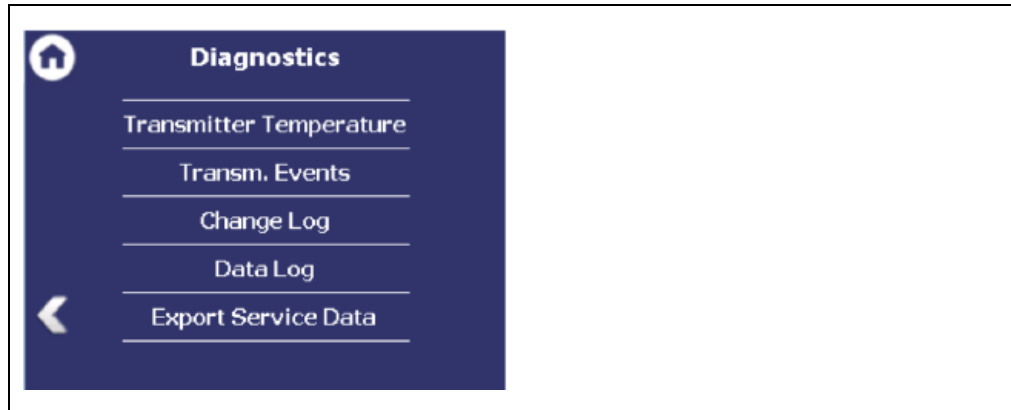 Diagnostics
Transmitter Temperature
Transm. Events
Change Log
Data Log
Export Service Data